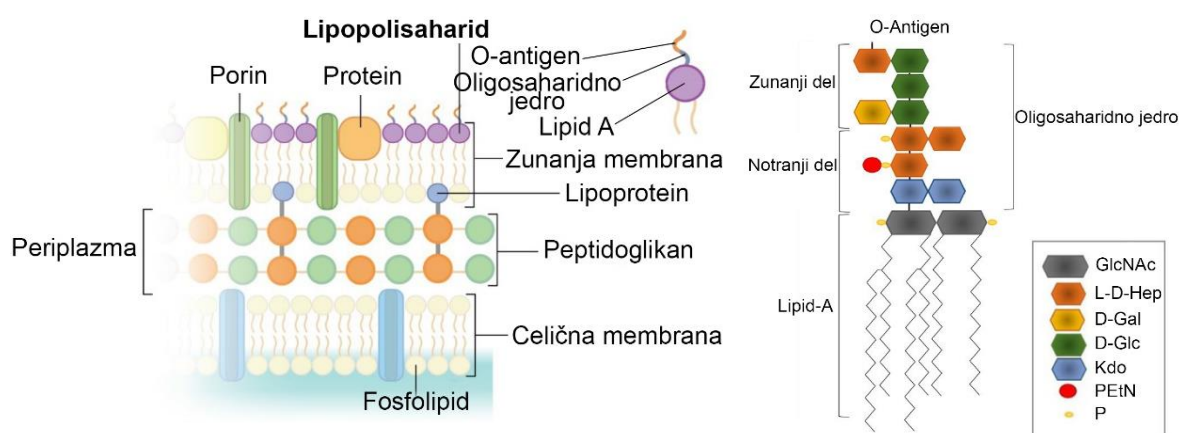 Lipopolisaharid
O-antigen
Oligosaharidno
jedro
Lipid A
Porin
Protein
Zunanja membrana
Lipoprotein
Periplazma
Peptidoglikan
Celična membrana
Fosfolipid
O-Antigen
Zunanji del
Oligosaharidno jedro
Notranji del
Lipid-A
GlcNAc
L-D-Hep
D-Gal
D-Glc
Kdo
PEtN
P